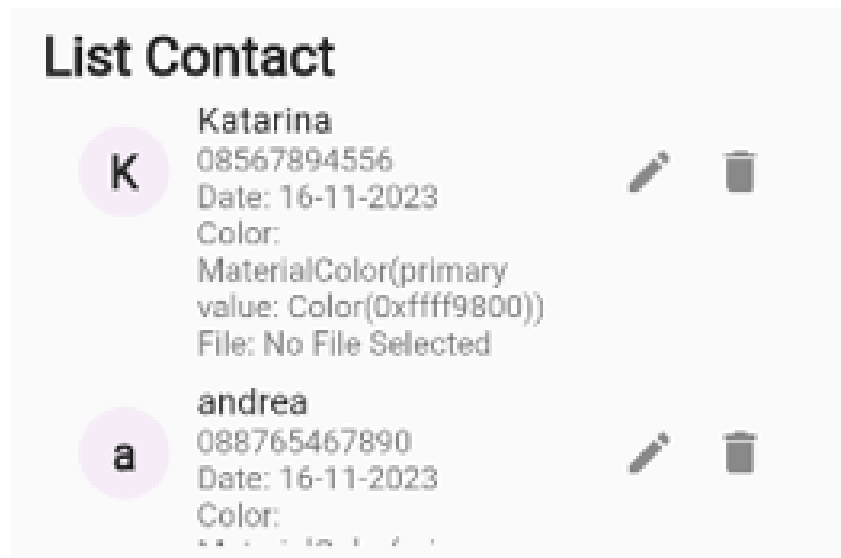 List Contact
K
Katarina
08567894556
Date: 16-11-2023
Color:
MaterialColor(primary
value: Color(0xffff9800))
File: No File Selected
a
andrea
088765467890
Date: 16-11-2023
Color: